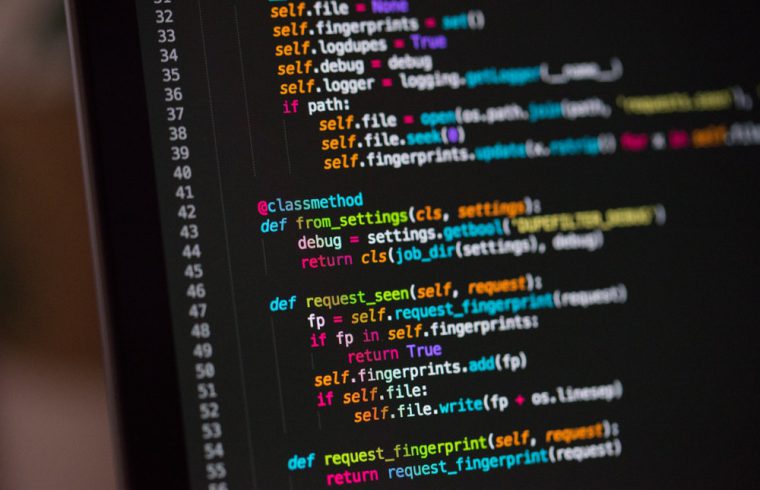 31 self.file = None
32 self.fingerprints = set()
33 self.logdupes = True
34 self.debug = debug
35 self.logger = logging.getLogger(__name__)
36 if path:
37 self.file = open(os.path.join(path, 'requests.seen'),
38 self.file.seek(0)
39 self.fingerprints.update(x.rstrip() for x in self.file
40
41 @classmethod
42 def from_settings(cls, settings):
43 debug = settings.getbool("DUPEFILTER_DEBUG")
44 return cls(job_dir(settings), debug)
45
46 def request_seen(self, request):
47 fp = self.request_fingerprint(request)
48 if fp in self.fingerprints:
49 return True
50 self.fingerprints.add(fp)
51 if self.file:
52 self.file.write(fp + os.linesep)
53
54 def request_fingerprint(self, request):
55 return request_fingerprint(request)